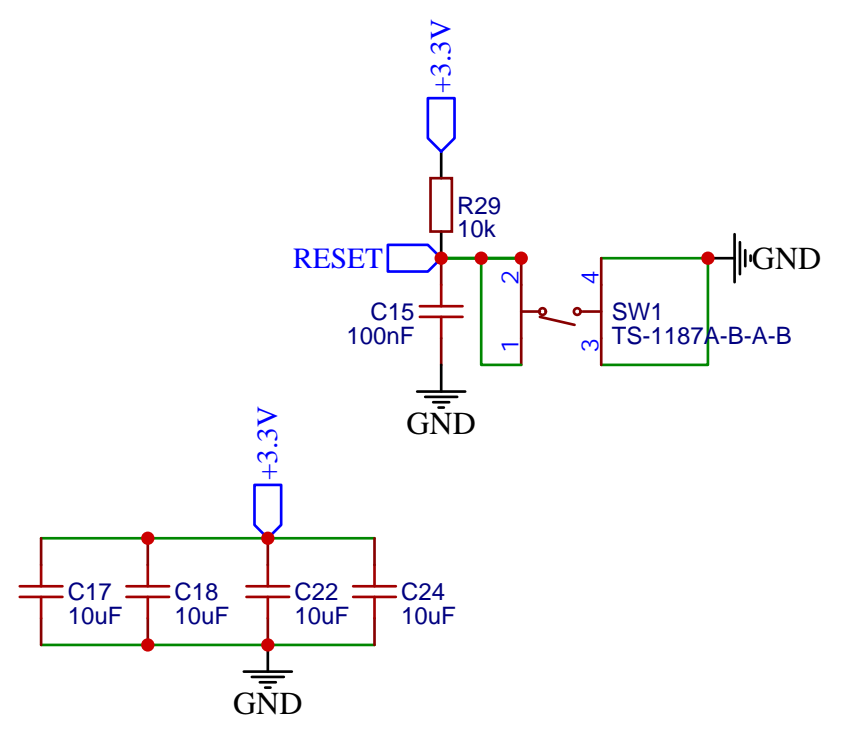 +3.3V
R29
10k
RESET
GND
2
4
C15
100nF
SW1
TS-1187A-B-A-B
1
3
GND
+3.3V
C17
10uF
C18
10uF
C22
10uF
C24
10uF
GND